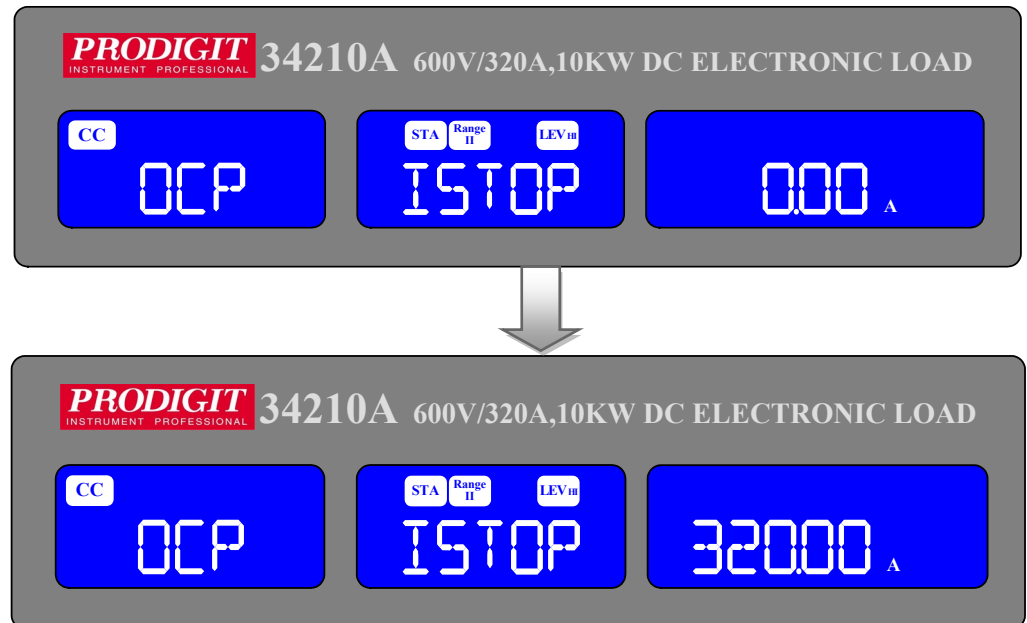 PRODIGIT 34210A 600V/320A,10KW DC ELECTRONIC LOAD
INSTRUMENT PROFESSIONAL
CC STA Range II LEV HI
OCP ISTOP 0.00 A
PRODIGIT 34210A 600V/320A,10KW DC ELECTRONIC LOAD
INSTRUMENT PROFESSIONAL
CC STA Range II LEV HI
OCP ISTOP 320.00 A